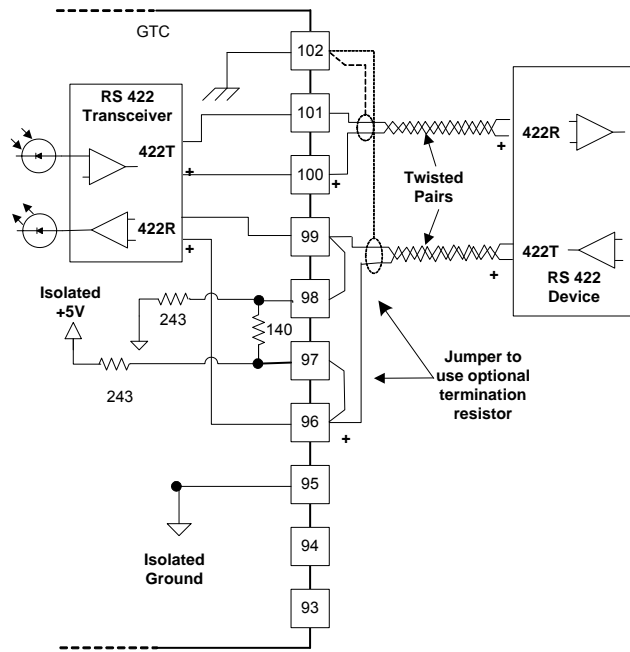 GTC
RS 422
Transceiver
422T
+
422R
+
102
101
100
+
99
98
97
96
+
95
94
93
Isolated
+5V
243
243
140
Isolated
Ground
Twisted
Pairs
Jumper to
use optional
termination
resistor
+
422R
+
422T
RS 422
Device